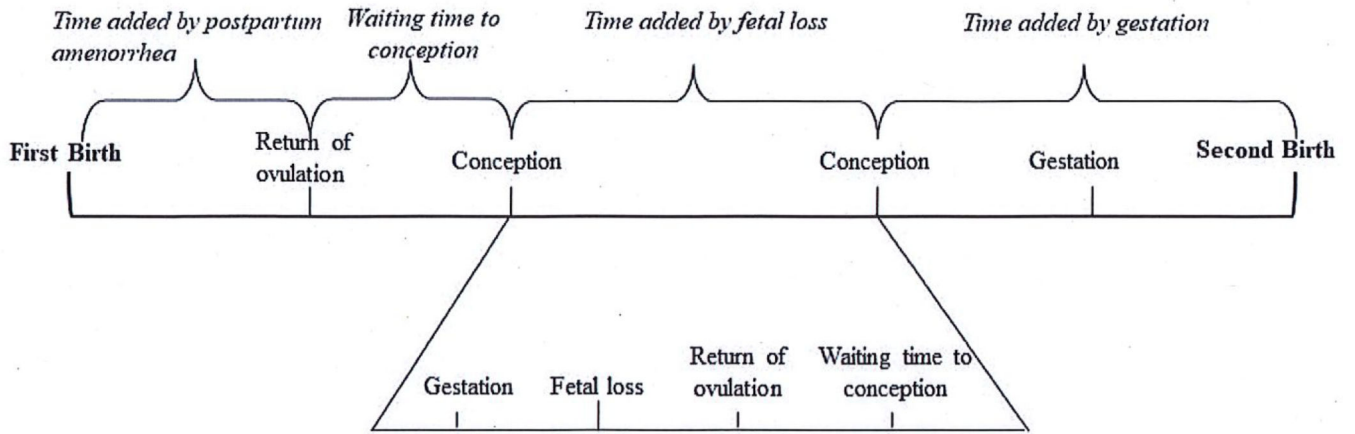 Time added by postpartum
amenorrhea
Waiting time to
conception
Time added by fetal loss
Time added by gestation
First Birth
Return of
ovulation
Conception
Conception
Gestation
Second Birth
Gestation
Fetal loss
Return of
ovulation
Waiting time to
conception